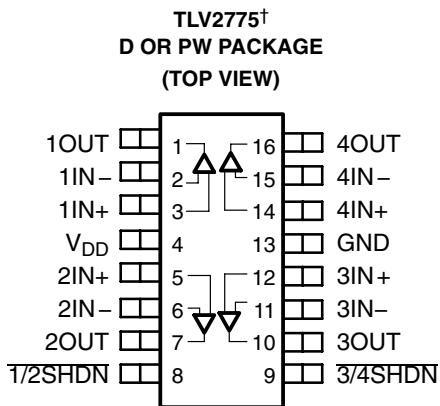 TLV2775†
D OR PW PACKAGE
(TOP VIEW)
1OUT 1 16 4OUT
1IN− 2 15 4IN−
1IN+ 3 14 4IN+
VDD 4 13 GND
2IN+ 5 12 3IN+
2IN− 6 11 3IN−
2OUT 7 10 3OUT
1/2SHDN 8 9 3/4SHDN